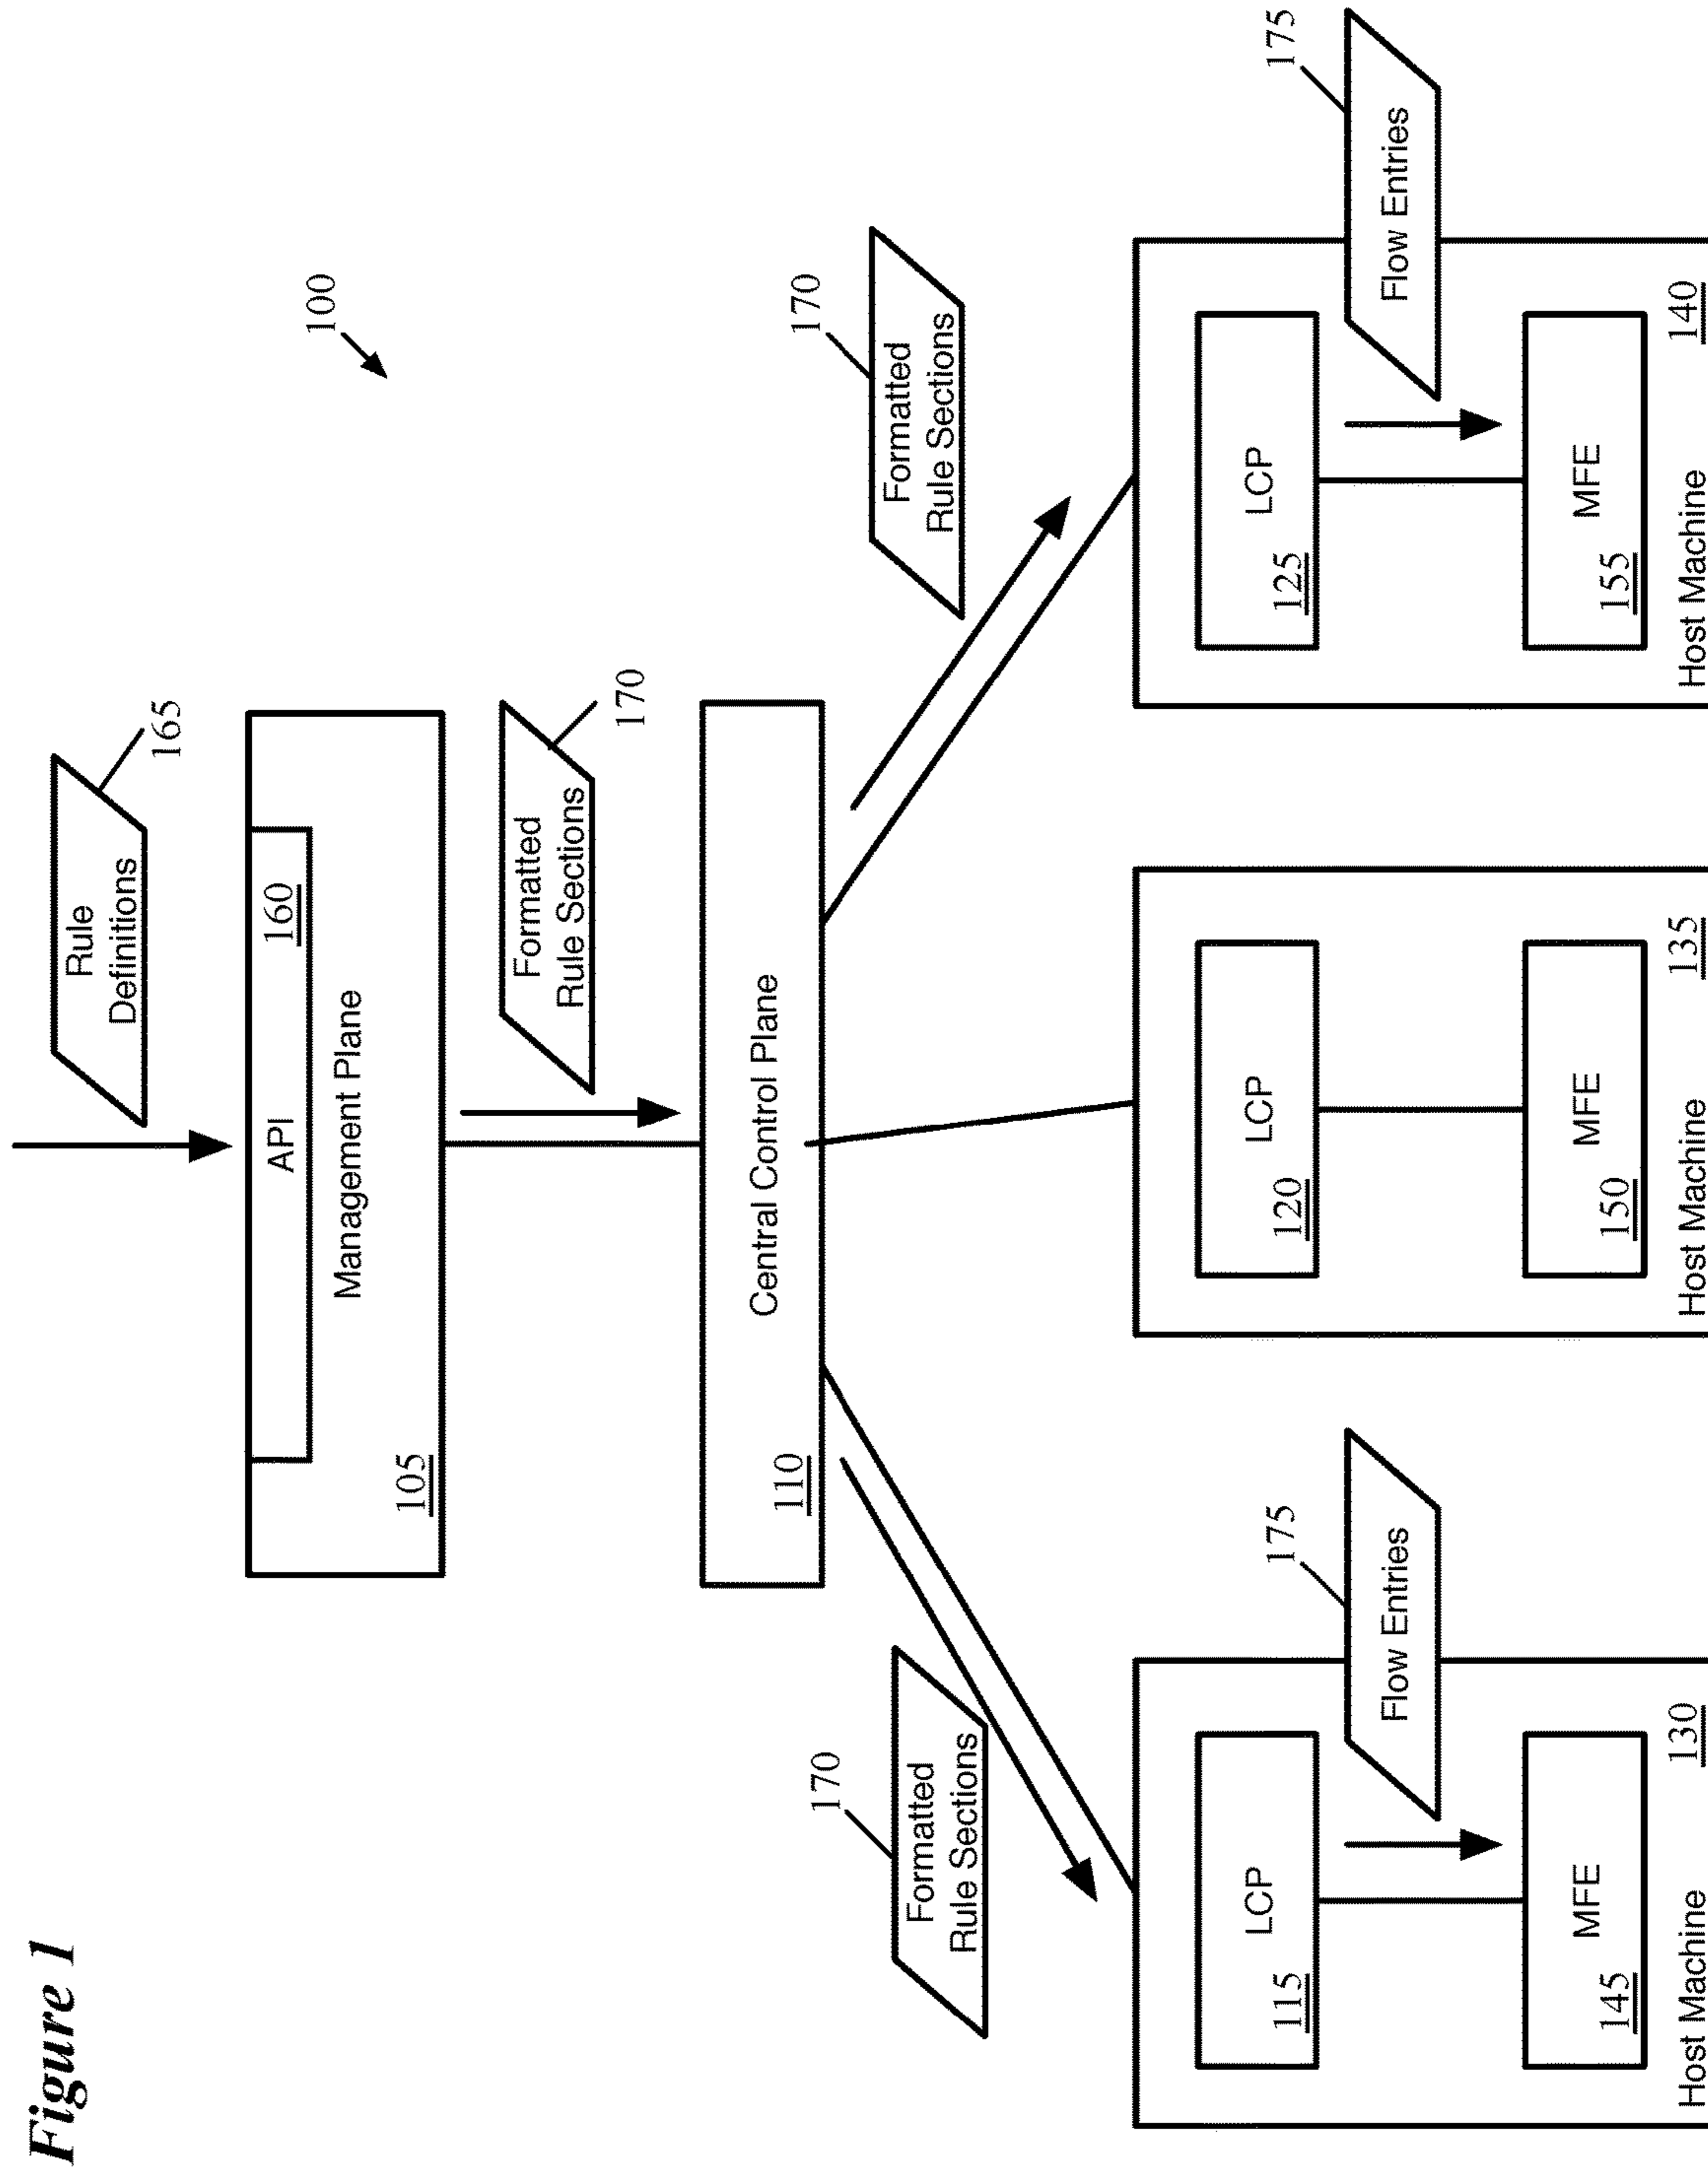 Figure 1
Rule
Definitions
165
API
160
Management Plane
105
100
Formatted
Rule Sections
170
Central Control Plane
110
170
Formatted
Rule Sections
170
Formatted
Rule Sections
LCP
115
175
Flow Entries
MFE
145
Host Machine
130
LCP
120
MFE
150
Host Machine
135
LCP
125
175
Flow Entries
MFE
155
Host Machine
140